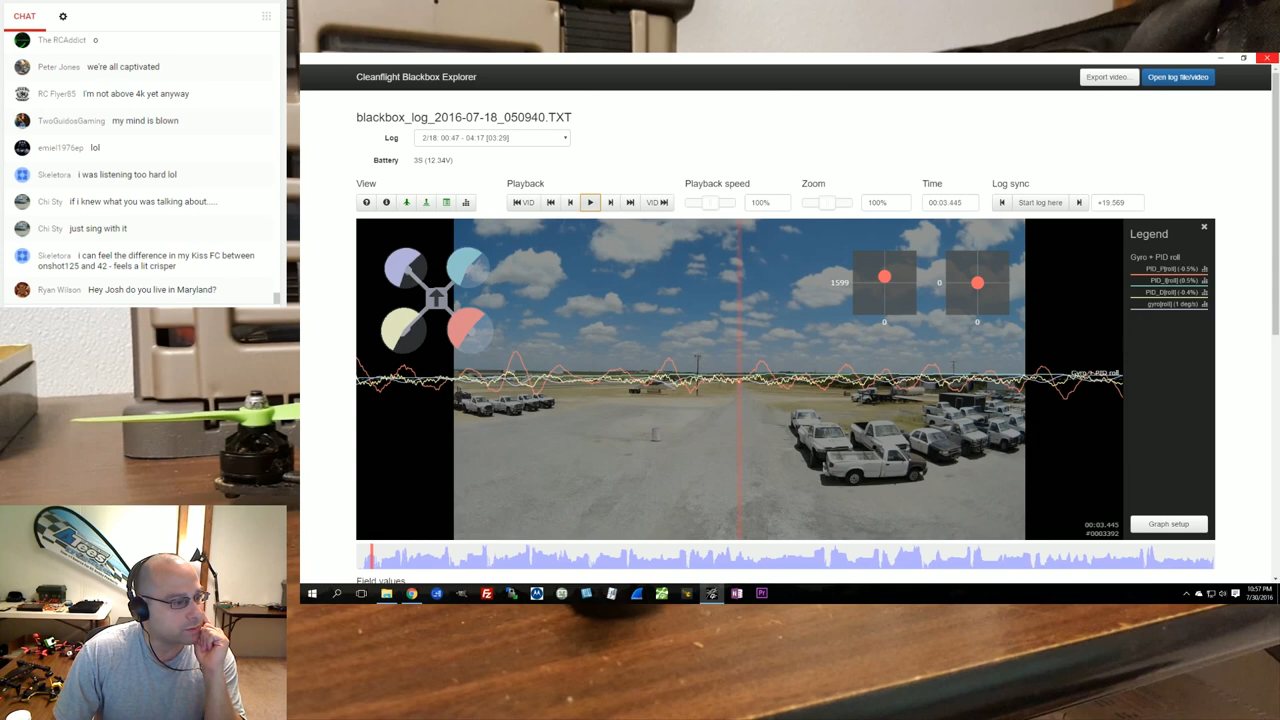 CHAT
The RCAddict o
Peter Jones we're all captivated
RC Flyer65 I'm not above 4k yet anyway
TwoGuidosGaming my mind is blown
emiel1976ep lol
Skeletora i was listening too hard lol
Chi Sty if i knew what you was talking about.....
Chi Sty just sing with it
Skeletora i can feel the difference in my Kiss FC between
onshot125 and 42 - feels a lit crisper
Ryan Wilson Hey Josh do you live in Maryland?
Cleanflight Blackbox Explorer
Export video...
Open log file/video
blackbox_log_2016-07-18_050940.TXT
Log 2/18: 00:47 - 04:17 [03:29]
Battery 3S (12.34V)
View
Playback
Playback speed
Zoom
Time
Log sync
VID
VID
100%
100%
00:03.445
Start log here
+19.569
1599
0
0
0
Legend
Gyro + PID roll
PID_P[roll] (-0.5%)
PID_I[roll] (0.5%)
PID_D[roll] (-0.4%)
gyro[roll] (1 deg/s)
Gyro + PID roll
00:03.445
#0003392
Graph setup
Field values
10:57 PM
7/30/2016